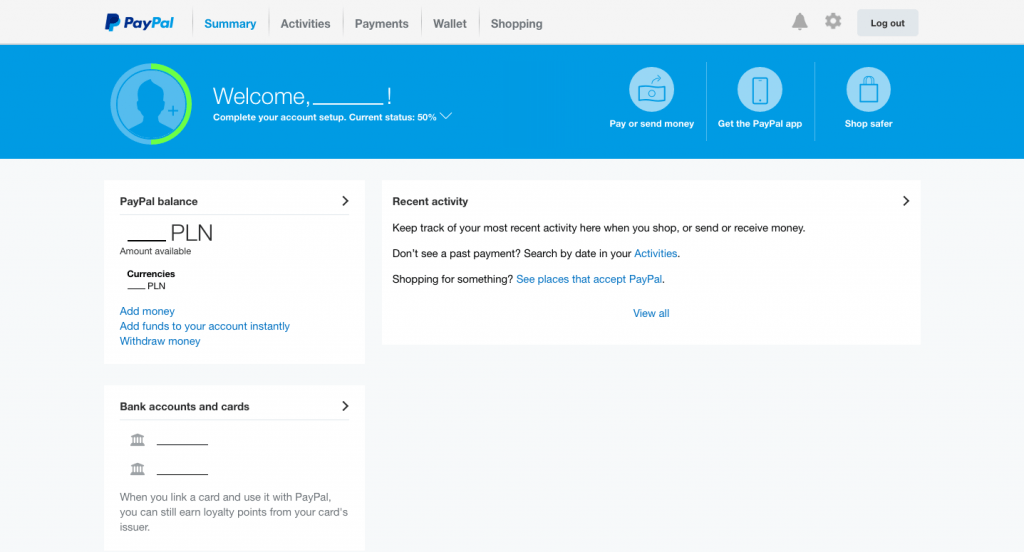 PayPal
Summary
Activities
Payments
Wallet
Shopping
Log out
Welcome, !
Complete your account setup. Current status: 50%
Pay or send money
Get the PayPal app
Shop safer
PayPal balance
PLN
Amount available
Currencies
PLN
Add money
Add funds to your account instantly
Withdraw money
Recent activity
Keep track of your most recent activity here when you shop, or send or receive money.
Don't see a past payment? Search by date in your Activities.
Shopping for something? See places that accept PayPal.
View all
Bank accounts and cards
When you link a card and use it with PayPal,
you can still earn loyalty points from your card's
issuer.